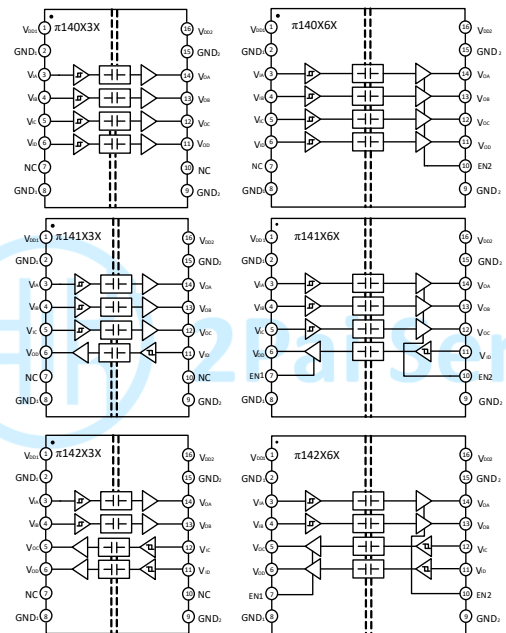 π140X3X
VDD1 1
16 VDD2
GND1 2
15 GND2
VIA 3
14 VOA
VIB 4
13 VOB
VIC 5
12 VOC
VID 6
11 VOD
NC 7
10 NC
GND1 8
9 GND2
π140X6X
VDD1 1
16 VDD2
GND1 2
15 GND2
VIA 3
14 VOA
VIB 4
13 VOB
VIC 5
12 VOC
VID 6
11 VOD
NC 7
10 EN2
GND1 8
9 GND2
π141X3X
VDD1 1
16 VDD2
GND1 2
15 GND2
VIA 3
14 VOA
VIB 4
13 VOB
VIC 5
12 VOC
VOD 6
11 VID
NC 7
10 NC
GND1 8
9 GND2
π141X6X
VDD1 1
16 VDD2
GND1 2
15 GND2
VIA 3
14 VOA
VIB 4
13 VOB
VIC 5
12 VOC
VOD 6
11 VID
EN1 7
10 EN2
GND1 8
9 GND2
2Pai Ser
π142X3X
VDD1 1
16 VDD2
GND1 2
15 GND2
VIA 3
14 VOA
VIB 4
13 VOB
VOC 5
12 VIC
VOD 6
11 VID
NC 7
10 NC
GND1 8
9 GND2
π142X6X
VDD1 1
16 VDD2
GND1 2
15 GND2
VIA 3
14 VOA
VIB 4
13 VOB
VOC 5
12 VIC
VOD 6
11 VID
EN1 7
10 EN2
GND1 8
9 GND2